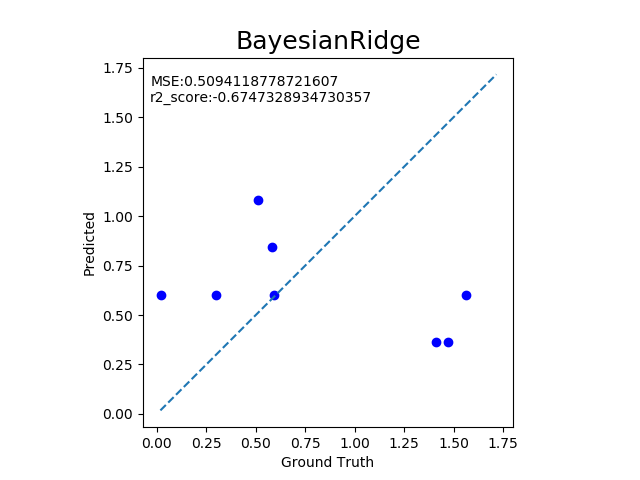 BayesianRidge
MSE:0.5094118778721607
r2_score:-0.6747328934730357
1.75
1.50
1.25
1.00
0.75
0.50
0.25
0.00
Predicted
0.00 0.25 0.50 0.75 1.00 1.25 1.50 1.75
Ground Truth